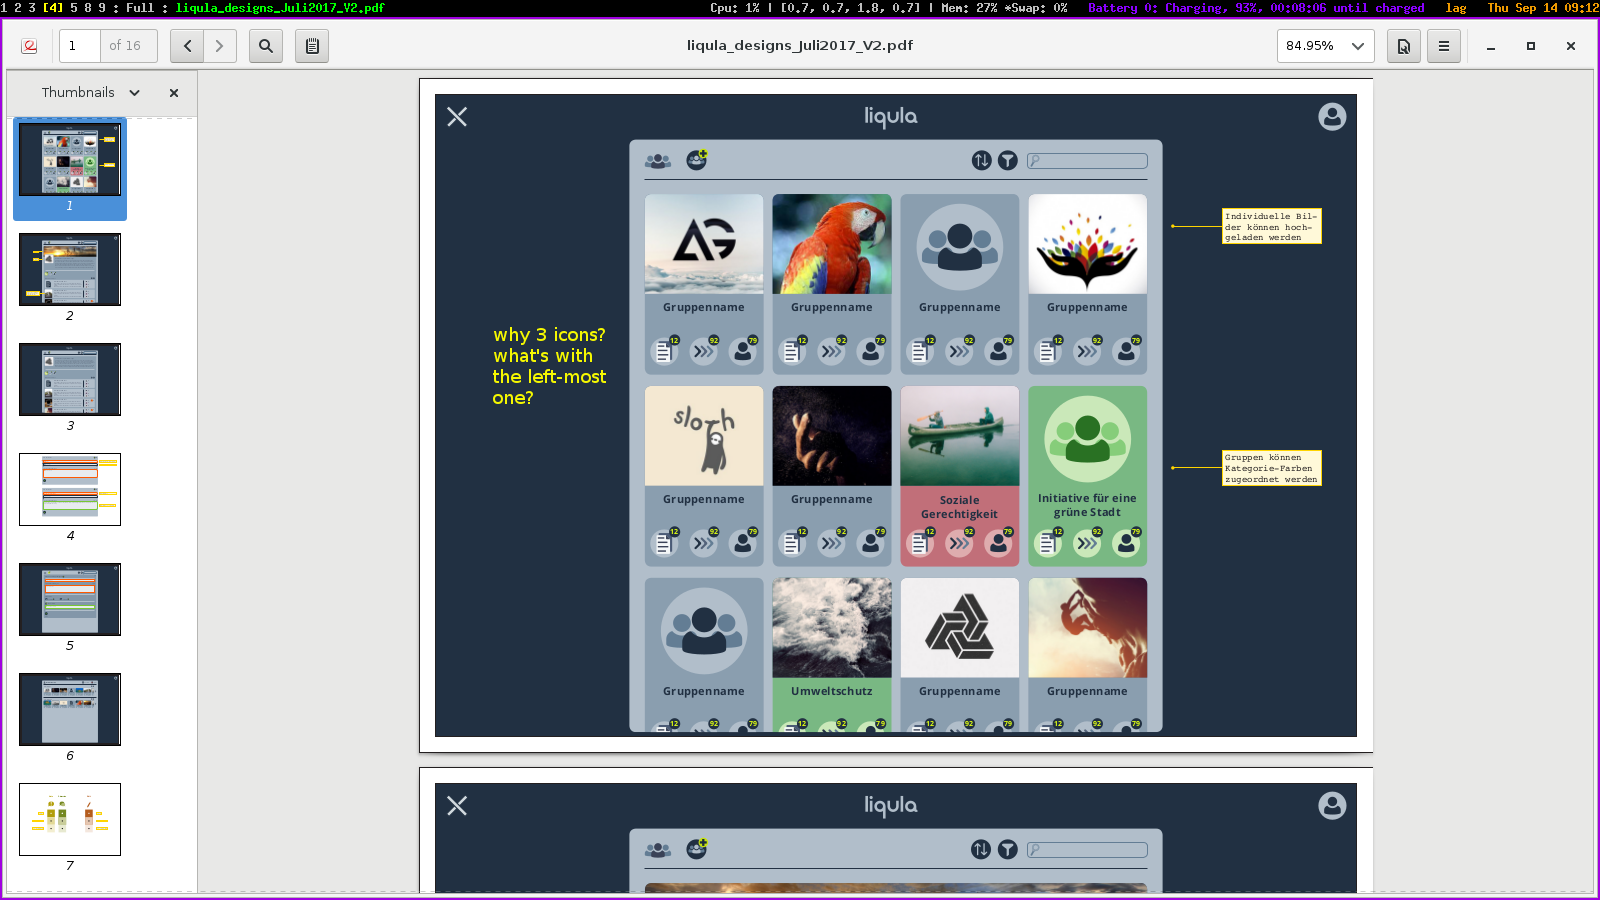 1 2 3 [4] 5 8 9 : Full : liqula_designs_Juli2017_V2.pdf
Cpu: 1% | [0.7, 0.7, 1.8, 0.7] | Mem: 27% *Swap: 0% Battery 0: Charging, 93%, 00:08:06 until charged lag Thu Sep 14 09:12
1 of 16
liqula_designs_Juli2017_V2.pdf
84.95%
Thumbnails
1
2
3
4
5
6
7
liqula
Individuelle Bil-
der können hoch-
geladen werden
AG
Gruppenname Gruppenname Gruppenname Gruppenname
12 92 79 12 92 79 12 92 79 12 92 79
why 3 icons?
what's with
the left-most
one?
sloth
Gruppen können
Kategorie-Farben
zugeordnet werden
Gruppenname Gruppenname Soziale Gerechtigkeit Initiative für eine grüne Stadt
12 92 79 12 92 79 12 92 79 12 92 79
Gruppenname Umweltschutz Gruppenname Gruppenname
12 92 79 12 92 79 12 92 79 12 92 79
liqula